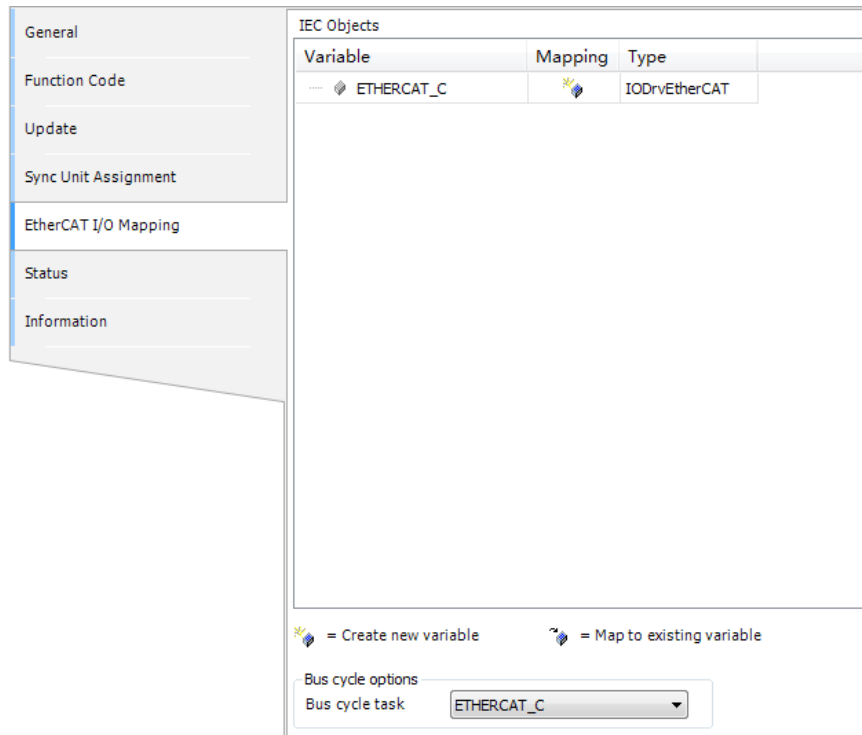 General
Function Code
Update
Sync Unit Assignment
EtherCAT I/O Mapping
Status
Information
IEC Objects
Variable Mapping Type
ETHERCAT_C IODrvEtherCAT
= Create new variable = Map to existing variable
Bus cycle options
Bus cycle task ETHERCAT_C